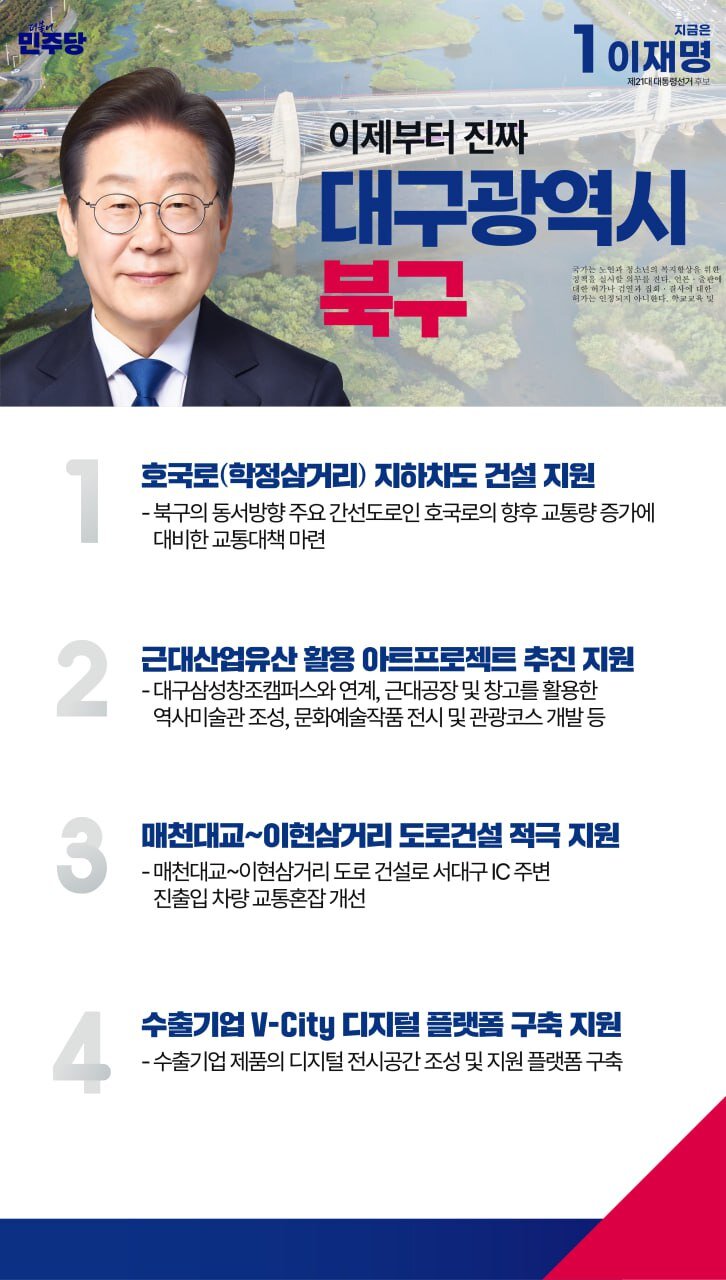 더불어
민주당
지금은
1 이재명
제21대 대통령선거 후보
이제부터 진짜
대구광역시
북구
국가는 노인과 청소년의 복지향상을 위한
정책을 실시할 의무를 진다. 언론·출판에
대한 허가나 검열과 집회·결사에 대한
허가는 인정되지 아니한다. 학교교육 및
1
호국로(학정삼거리) 지하차도 건설 지원
- 북구의 동서방향 주요 간선도로인 호국로의 향후 교통량 증가에
대비한 교통대책 마련
2
근대산업유산 활용 아트프로젝트 추진 지원
- 대구삼성창조캠퍼스와 연계, 근대공장 및 창고를 활용한
역사미술관 조성, 문화예술작품 전시 및 관광코스 개발 등
3
매천대교~이현삼거리 도로건설 적극 지원
- 매천대교~이현삼거리 도로 건설로 서대구 IC 주변
진출입 차량 교통혼잡 개선
4
수출기업 V-City 디지털 플랫폼 구축 지원
- 수출기업 제품의 디지털 전시공간 조성 및 지원 플랫폼 구축